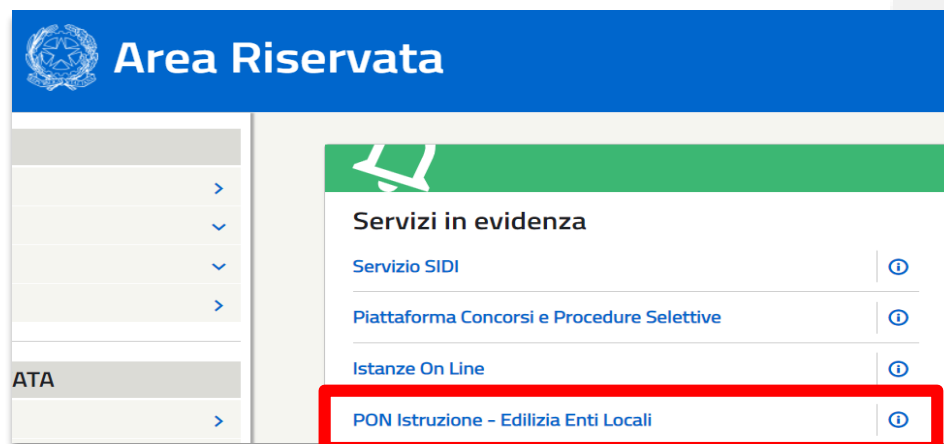 Area Riservata
Servizi in evidenza
Servizio SIDI
Piattaforma Concorsi e Procedure Selettive
Istanze On Line
ATA
PON Istruzione - Edilizia Enti Locali